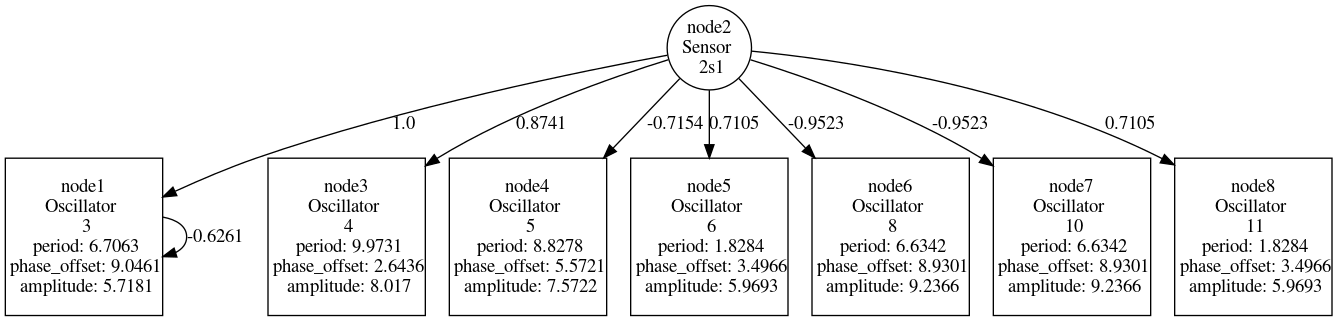 node2
Sensor
2s1
1.0
0.8741
-0.7154
0.7105
-0.9523
-0.9523
0.7105
node1
Oscillator
3
period: 6.7063
phase_offset: 9.0461
amplitude: 5.7181
-0.6261
node3
Oscillator
4
period: 9.9731
phase_offset: 2.6436
amplitude: 8.017
node4
Oscillator
5
period: 8.8278
phase_offset: 5.5721
amplitude: 7.5722
node5
Oscillator
6
period: 1.8284
phase_offset: 3.4966
amplitude: 5.9693
node6
Oscillator
8
period: 6.6342
phase_offset: 8.9301
amplitude: 9.2366
node7
Oscillator
10
period: 6.6342
phase_offset: 8.9301
amplitude: 9.2366
node8
Oscillator
11
period: 1.8284
phase_offset: 3.4966
amplitude: 5.9693